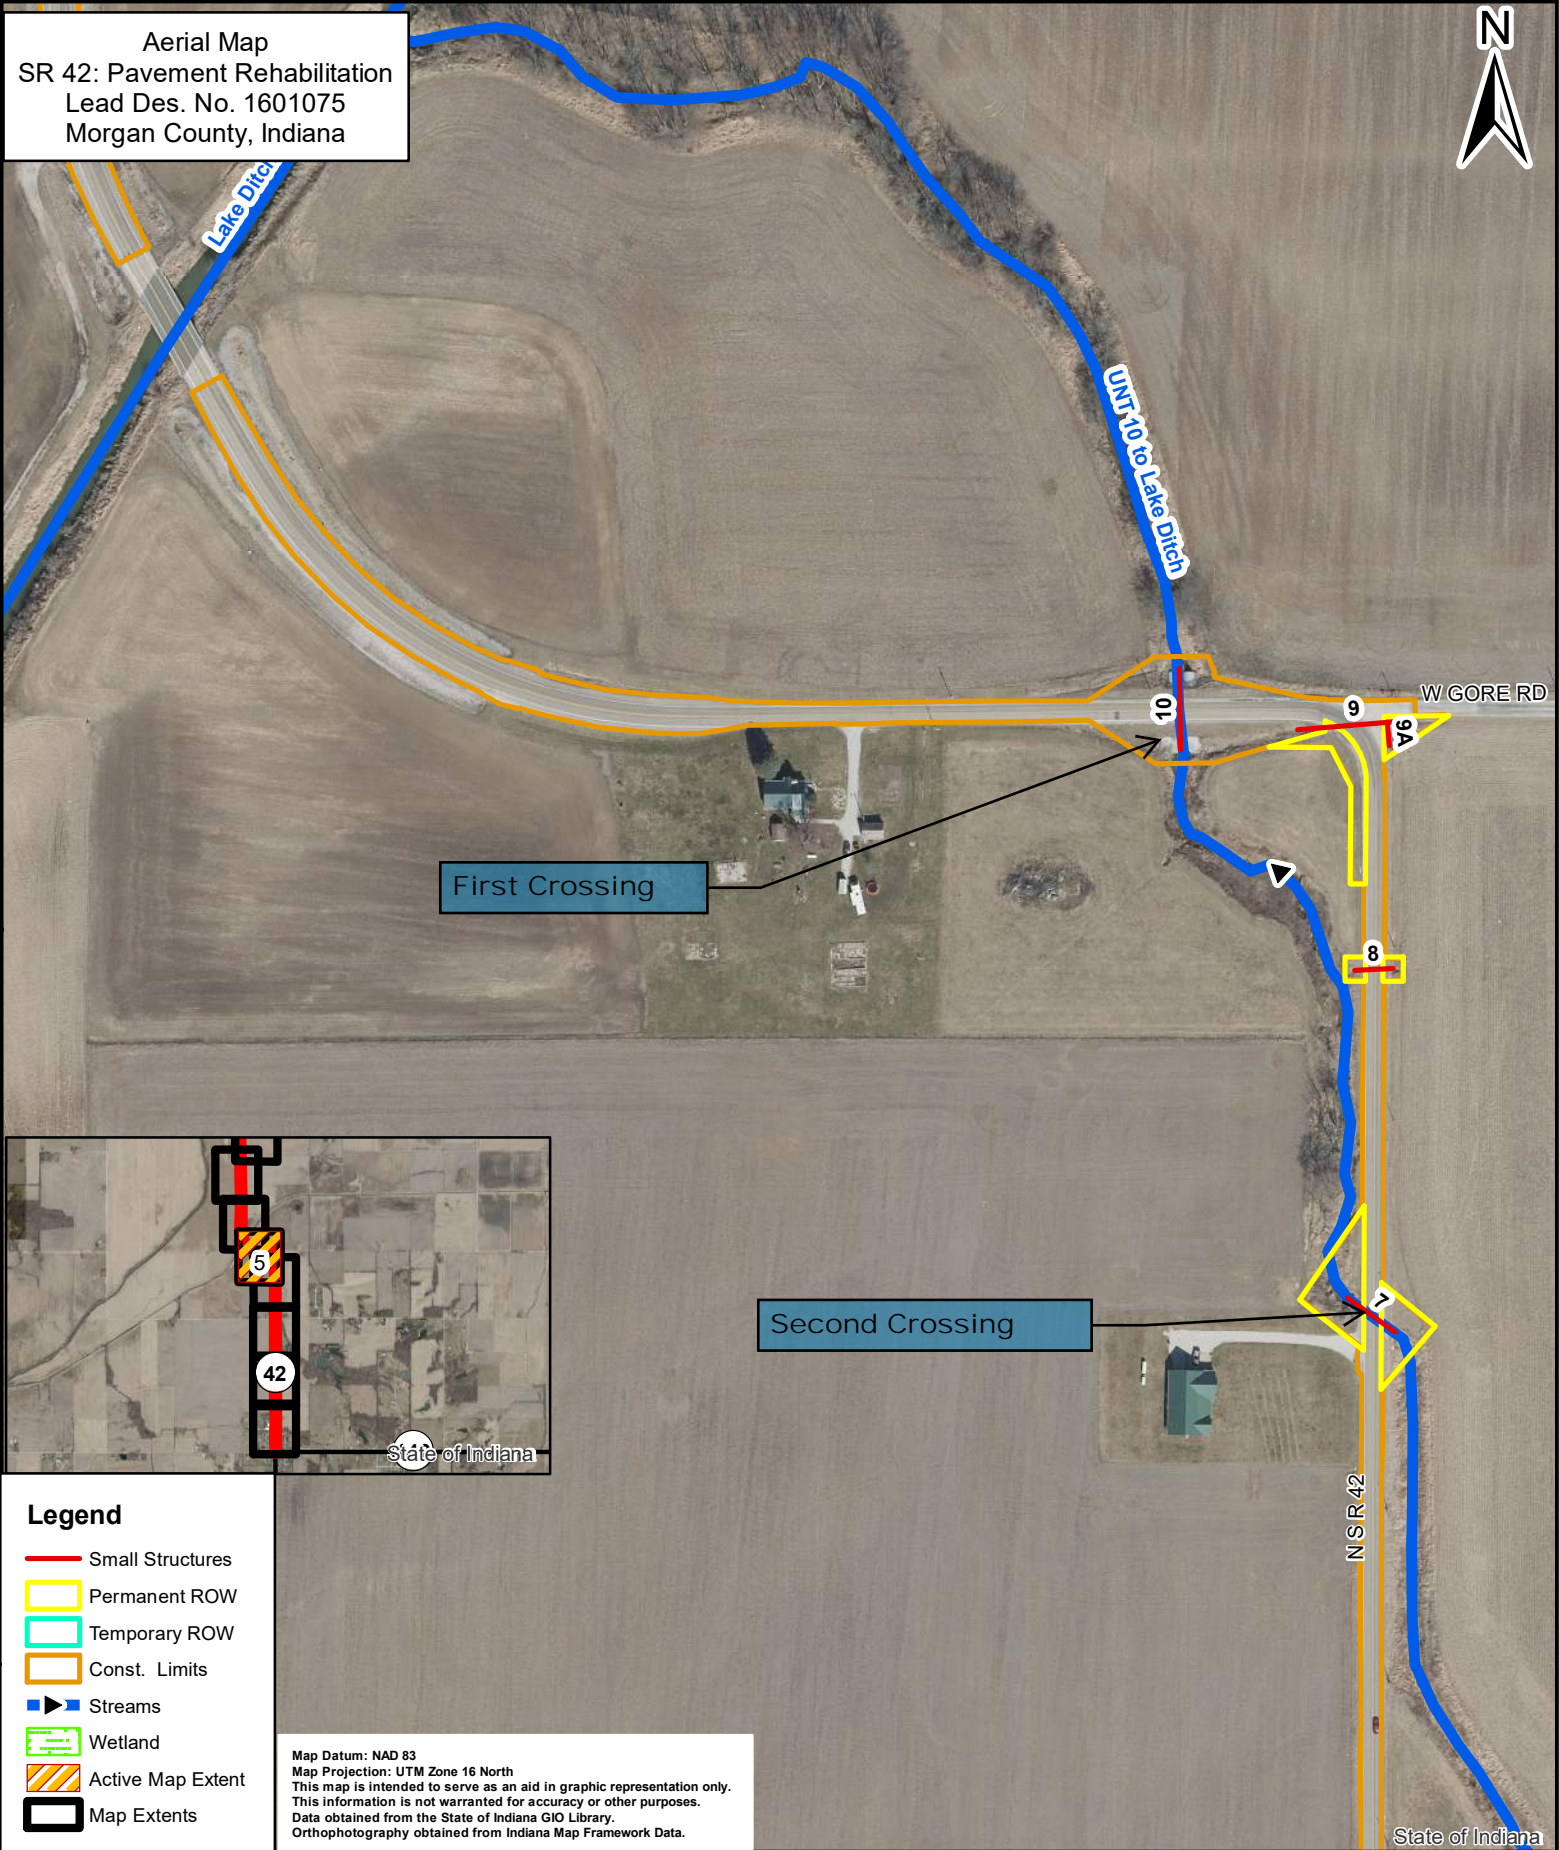 Aerial Map
SR 42: Pavement Rehabilitation
Lead Des. No. 1601075
Morgan County, Indiana
N
Lake Ditch
UNT 10 to Lake Ditch
W GORE RD
10
9
9A
First Crossing
8
7
Second Crossing
N S R 42
5
42
State of Indiana
Legend
Small Structures
Permanent ROW
Temporary ROW
Const. Limits
Streams
Wetland
Active Map Extent
Map Extents
Map Datum: NAD 83
Map Projection: UTM Zone 16 North
This map is intended to serve as an aid in graphic representation only.
This information is not warranted for accuracy or other purposes.
Data obtained from the State of Indiana GIO Library.
Orthophotography obtained from Indiana Map Framework Data.
State of Indiana